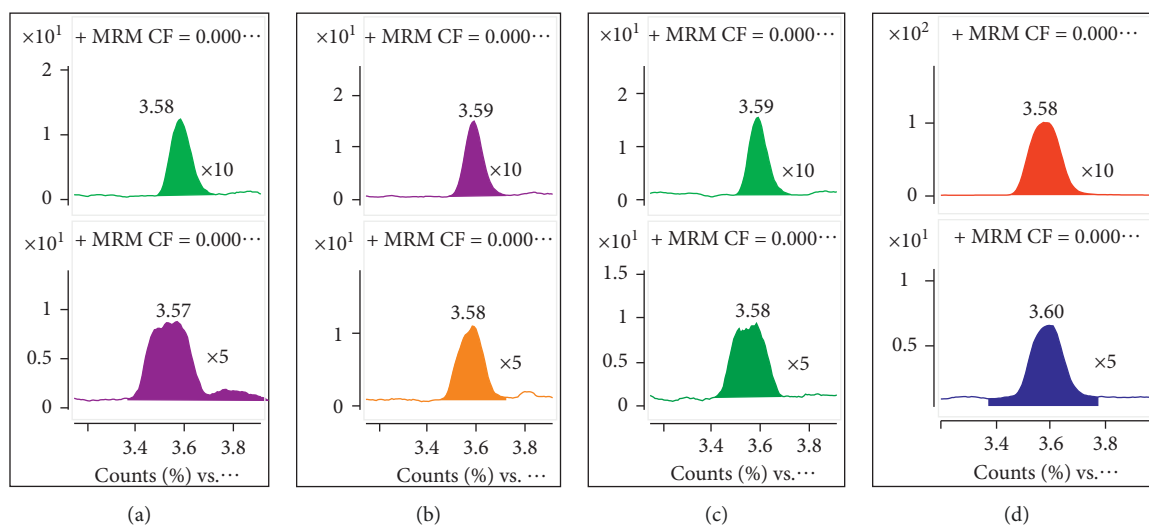 ×10¹ + MRM CF = 0.000⋯
2
1
0
3.58
×10
×10¹ + MRM CF = 0.000⋯
1
0.5
0
3.57
×5
3.4 3.6 3.8
Counts (%) vs.⋯
(a)
×10¹ + MRM CF = 0.000⋯
2
1
0
3.59
×10
×10¹ + MRM CF = 0.000⋯
1
0
3.58
×5
3.4 3.6 3.8
Counts (%) vs.⋯
(b)
×10¹ + MRM CF = 0.000⋯
2
1
0
3.59
×10
×10¹ + MRM CF = 0.000⋯
1.5
1
0.5
0
3.58
×5
3.4 3.6 3.8
Counts (%) vs.⋯
(c)
×10² + MRM CF = 0.000⋯
1
0
3.58
×10
×10¹ + MRM CF = 0.000⋯
1
0.5
3.60
×5
3.4 3.6 3.8
Counts (%) vs.⋯
(d)